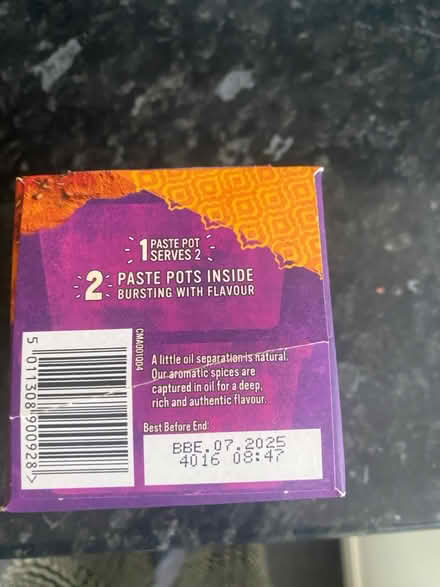 1 PASTE POT
SERVES 2
2 PASTE POTS INSIDE
BURSTING WITH FLAVOUR
CMA001Q04
A little oil separation is natural.
Our aromatic spices are
captured in oil for a deep,
rich and authentic flavour.
Best Before End:
BBE.07.2025
4016 08:47
5 011308 900928 >